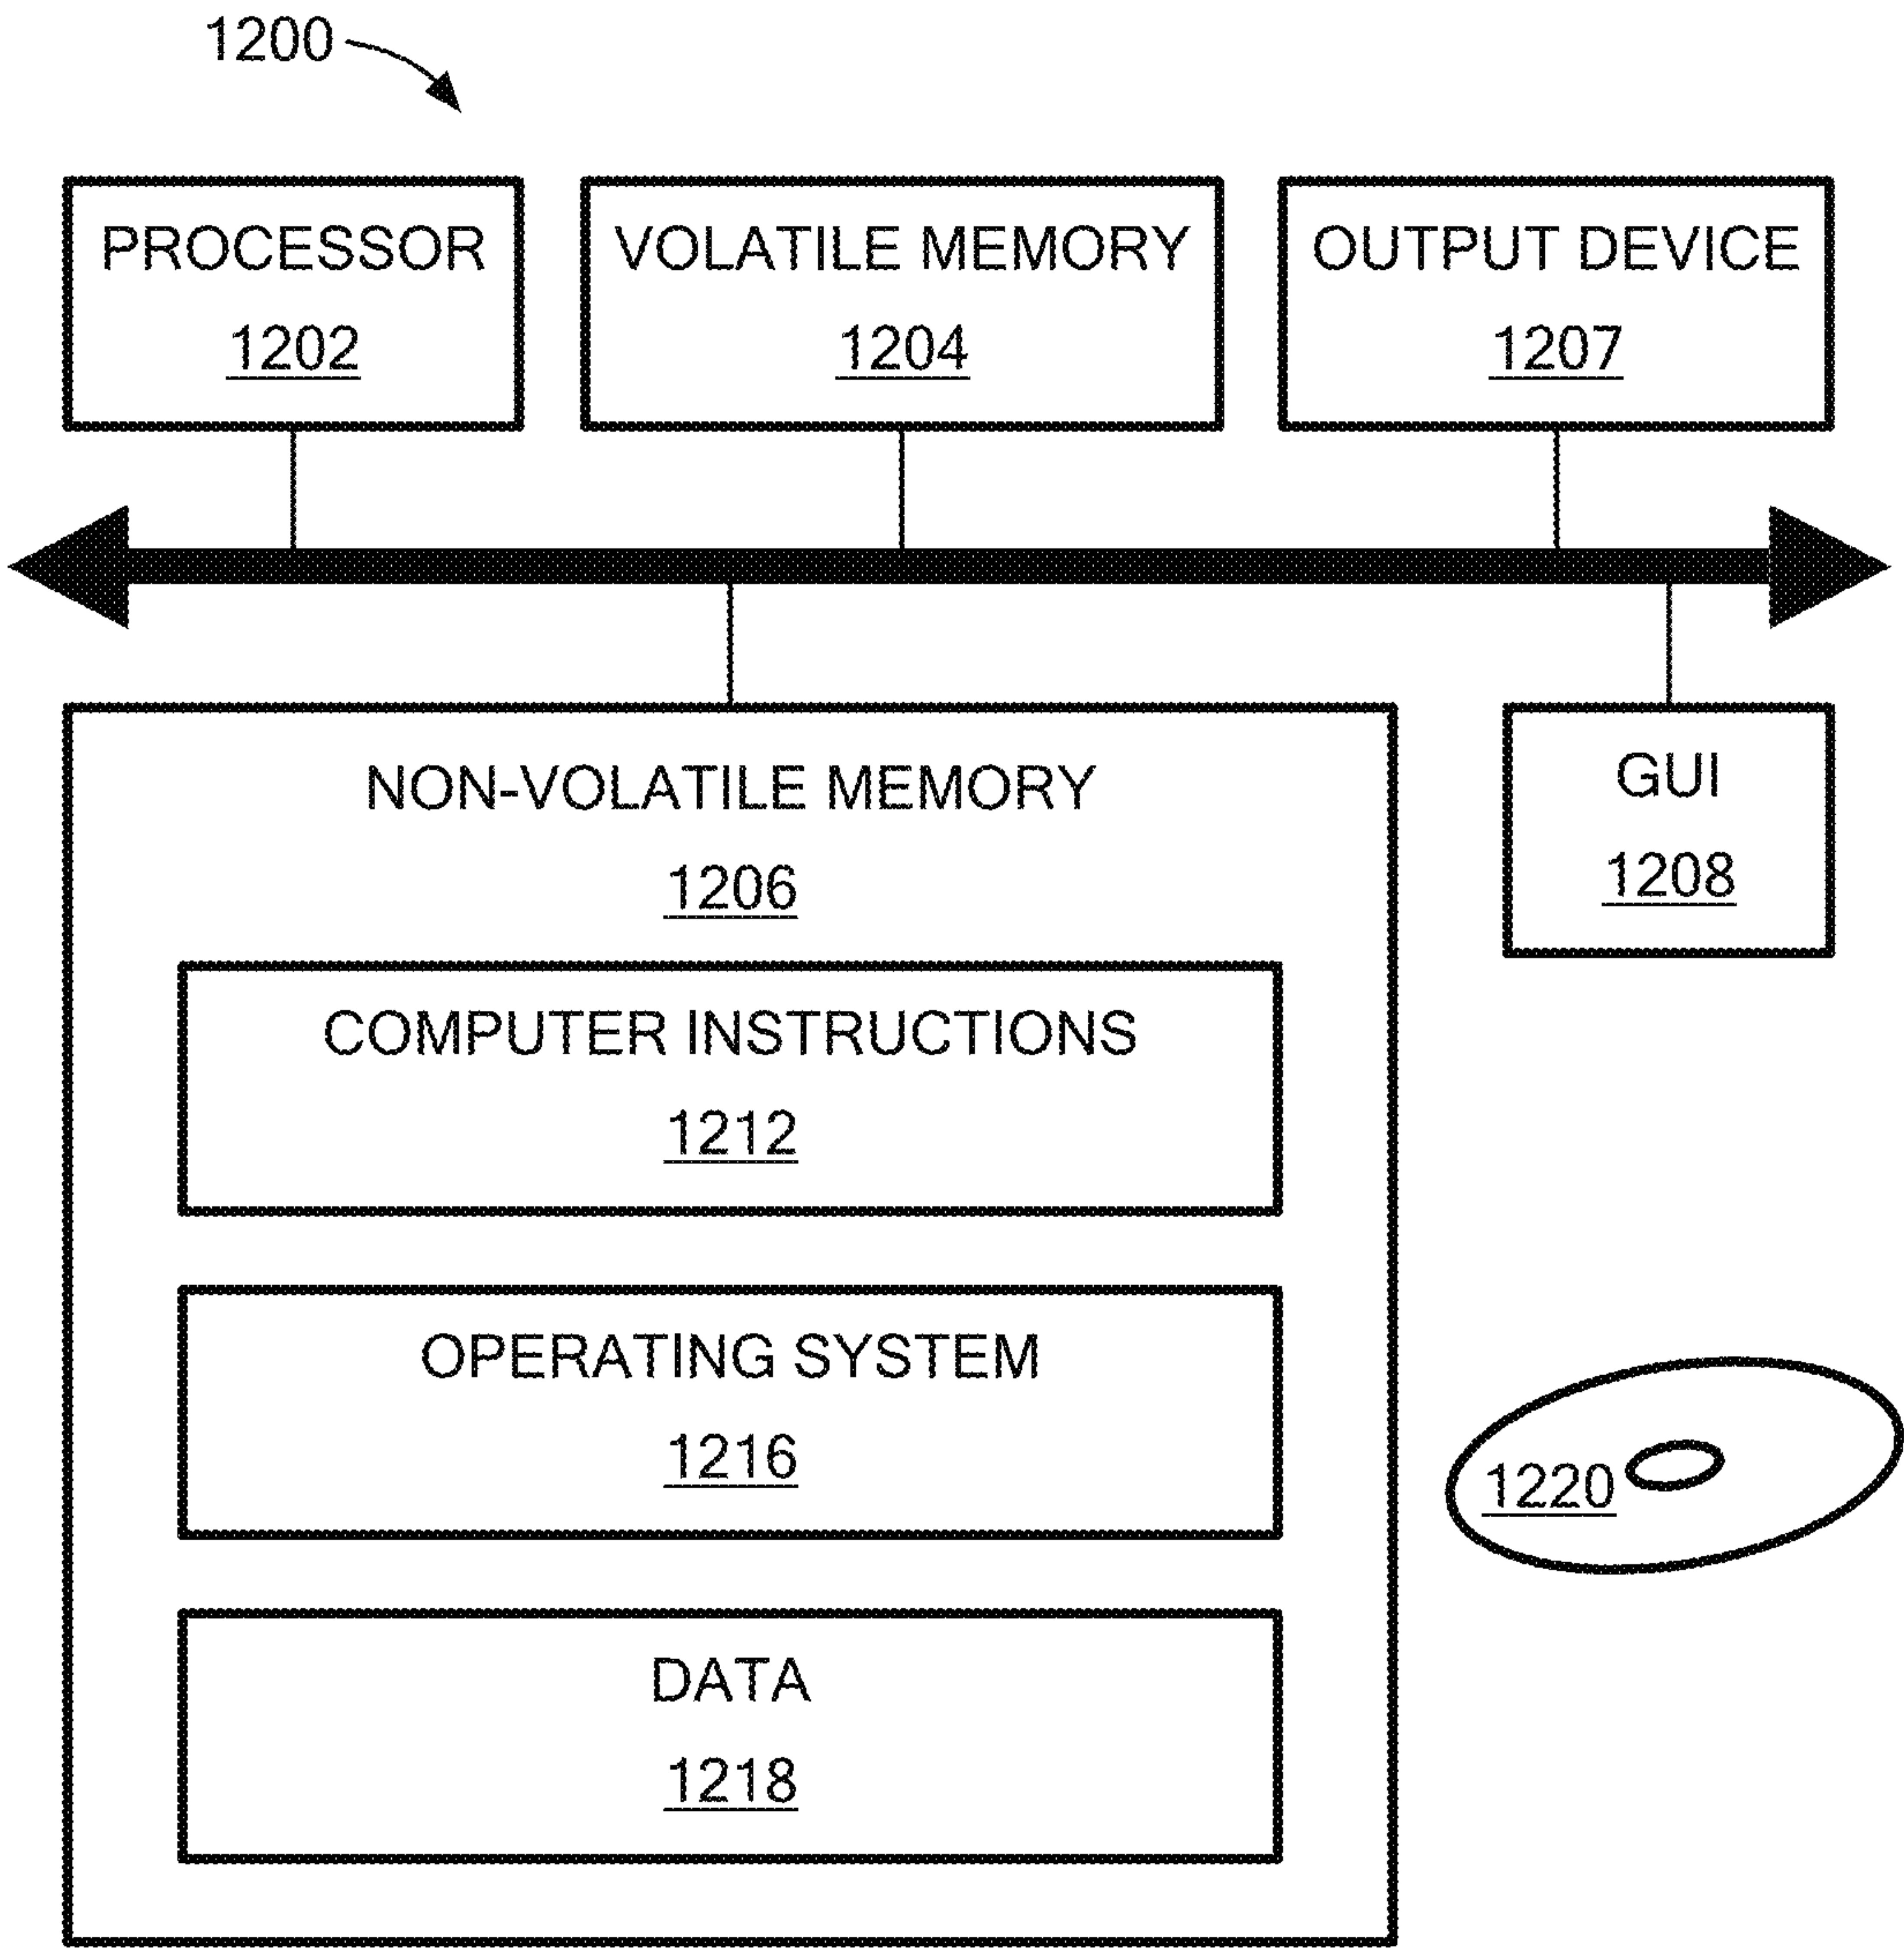 1200
PROCESSOR
1202
VOLATILE MEMORY
1204
OUTPUT DEVICE
1207
NON-VOLATILE MEMORY
1206
GUI
1208
COMPUTER INSTRUCTIONS
1212
OPERATING SYSTEM
1216
1220
DATA
1218